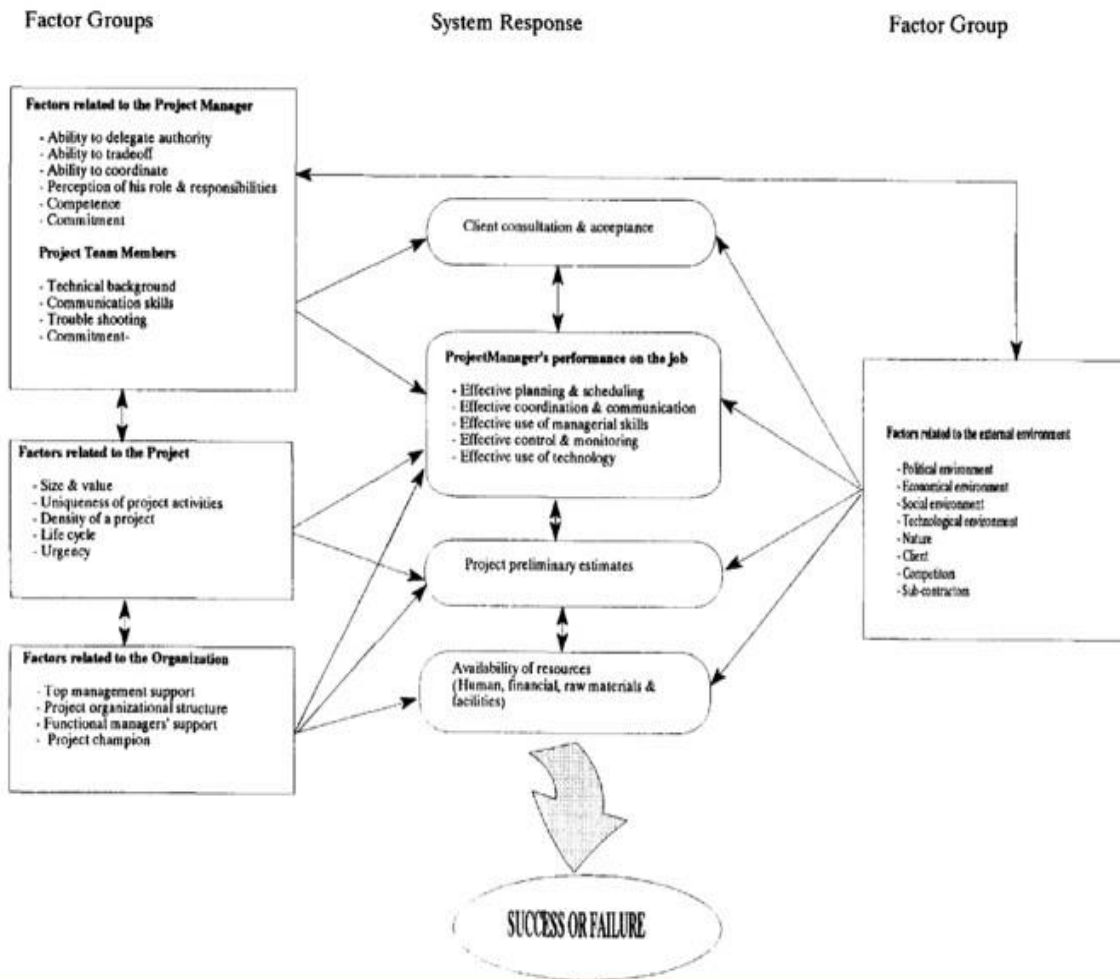 Factor Groups
System Response
Factor Group
Factors related to the Project Manager
- Ability to delegate authority
- Ability to tradeoff
- Ability to coordinate
- Perception of his role & responsibilities
- Competence
- Commitment
Project Team Members
- Technical background
- Communication skills
- Trouble shooting
- Commitment-
Factors related to the Project
- Size & value
- Uniqueness of project activities
- Density of a project
- Life cycle
- Urgency
Factors related to the Organization
- Top management support
- Project organizational structure
- Functional managers' support
- Project champion
Client consultation & acceptance
ProjectManager's performance on the job
- Effective planning & scheduling
- Effective coordination & communication
- Effective use of managerial skills
- Effective control & monitoring
- Effective use of technology
Project preliminary estimates
Availability of resources
(Human, financial, raw materials &
facilities)
Factors related to the external environment
- Political environment
- Economical environment
- Social environment
- Technological environment
- Nature
- Client
- Competitors
- Sub-contractors
SUCCESS OR FAILURE